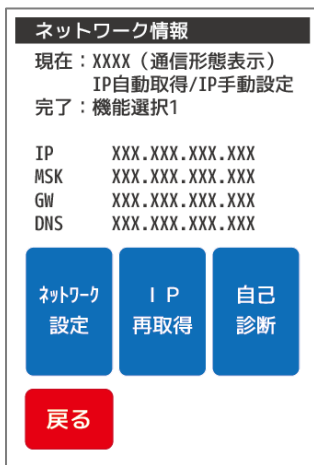 ネットワーク情報
現在：XXXX（通信形態表示）
IP自動取得/IP手動設定
完了：機能選択1
IP XXX.XXX.XXX.XXX
MSK XXX.XXX.XXX.XXX
GW XXX.XXX.XXX.XXX
DNS XXX.XXX.XXX.XXX
ﾈｯﾄﾜｰｸ
設定
ＩＰ
再取得
自己
診断
戻る